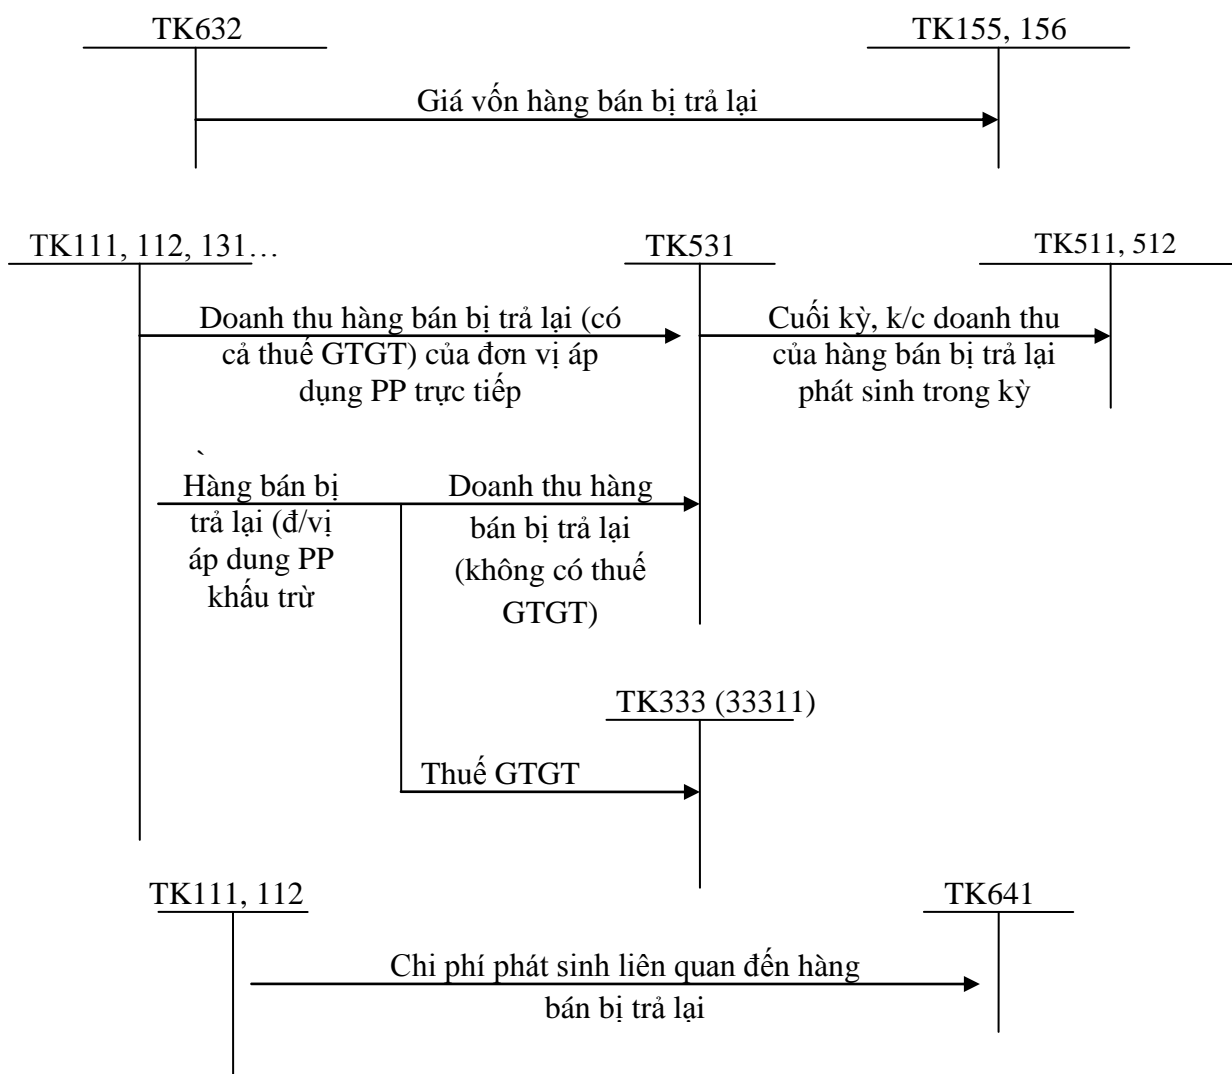 TK632
TK155, 156
Giá vốn hàng bán bị trả lại
TK111, 112, 131…
TK531
TK511, 512
Doanh thu hàng bán bị trả lại (có
cả thuế GTGT) của đơn vị áp
dụng PP trực tiếp
Cuối kỳ, k/c doanh thu
của hàng bán bị trả lại
phát sinh trong kỳ
`
Hàng bán bị
trả lại (đ/vị
áp dung PP
khấu trừ
Doanh thu hàng
bán bị trả lại
(không có thuế
GTGT)
TK333 (33311)
Thuế GTGT
TK111, 112
TK641
Chi phí phát sinh liên quan đến hàng
bán bị trả lại